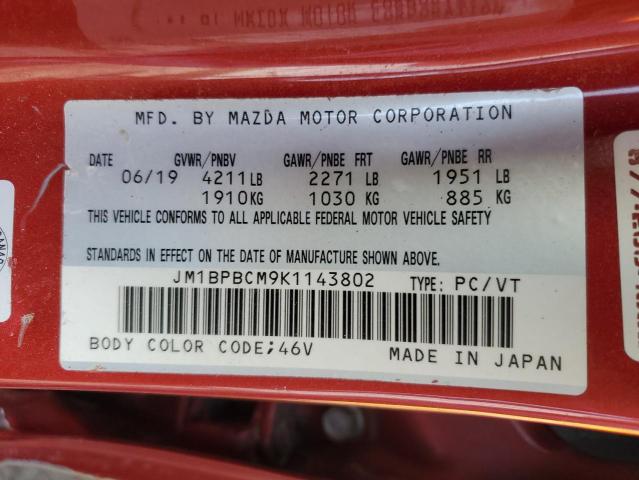 MFD. BY MAZDA MOTOR CORPORATION
DATE GVWR/PNBV GAWR/PNBE FRT GAWR/PNBE RR
06/19 4211LB 2271 LB 1951 LB
1910KG 1030 KG 885 KG
THIS VEHICLE CONFORMS TO ALL APPLICABLE FEDERAL MOTOR VEHICLE SAFETY
STANDARDS IN EFFECT ON THE DATE OF MANUFACTURE SHOWN ABOVE.
JM1BPBCM9K1143802 TYPE: PC/VT
BODY COLOR CODE;46V MADE IN JAPAN